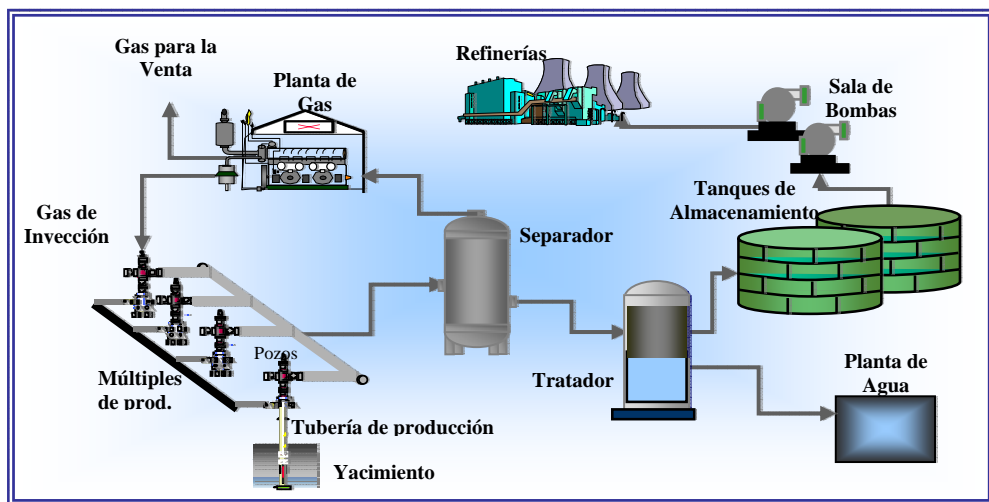 Gas para la
Venta
Planta de
Gas
Refinerías
Sala de
Bombas
Tanques de
Almacenamiento
Gas de
Invección
Separador
Pozos
Múltiples
de prod.
Tratador
Planta de
Agua
Tubería de producción
Yacimiento